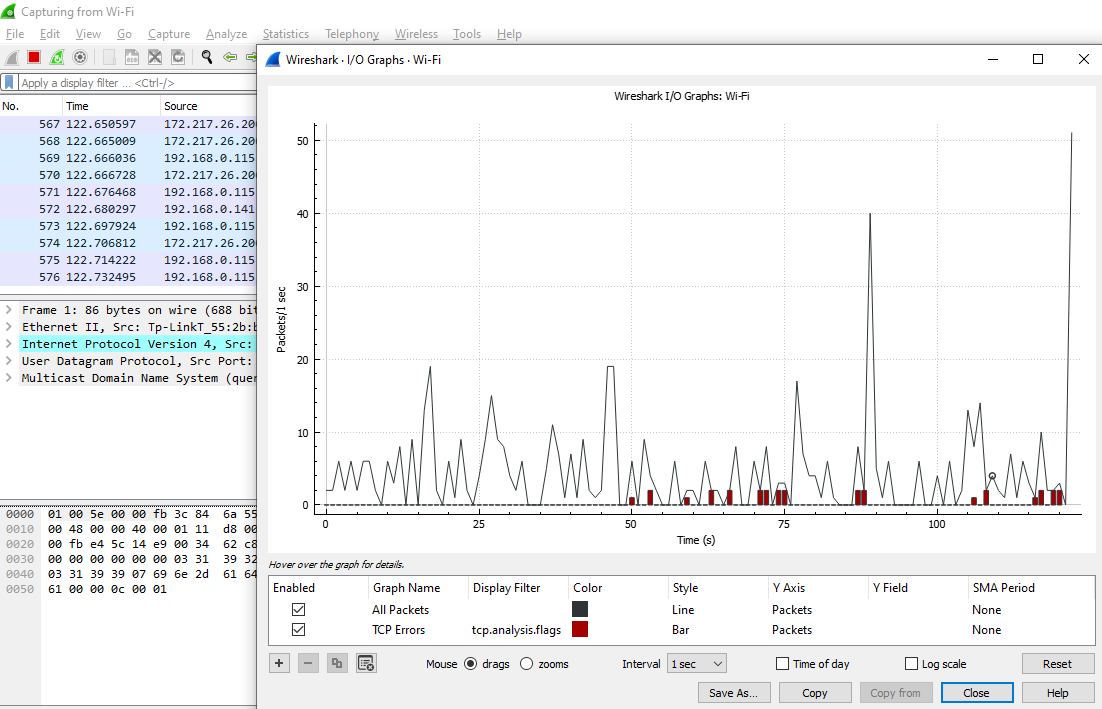 Capturing from Wi-Fi
File Edit View Go Capture Analyze Statistics Telephony Wireless Tools Help
Apply a display filter ... <Ctrl-/>
No. Time Source
567 122.650597 172.217.26.20
568 122.665009 172.217.26.20
569 122.666036 192.168.0.115
570 122.666728 172.217.26.20
571 122.676468 192.168.0.115
572 122.680297 192.168.0.141
573 122.697924 192.168.0.115
574 122.706812 172.217.26.20
575 122.714222 192.168.0.115
576 122.732495 192.168.0.115
Frame 1: 86 bytes on wire (688 bit
Ethernet II, Src: Tp-LinkT_55:2b:b
Internet Protocol Version 4, Src:
User Datagram Protocol, Src Port:
Multicast Domain Name System (quer
0000 01 00 5e 00 00 fb 3c 84 6a 55
0010 00 48 00 00 40 00 01 11 d8 00
0020 00 fb e4 5c 14 e9 00 34 62 c8
0030 00 00 00 00 00 00 03 31 39 32
0040 03 31 39 39 07 69 6e 2d 61 64
0050 61 00 00 0c 00 01
Wireshark · I/O Graphs · Wi-Fi
Wireshark I/O Graphs: Wi-Fi
Packets/1 sec
50
40
30
20
10
0
0 25 50 75 100
Time (s)
Hover over the graph for details.
Enabled Graph Name Display Filter Color Style Y Axis Y Field SMA Period
All Packets Line Packets None
TCP Errors tcp.analysis.flags Bar Packets None
Mouse drags zooms Interval 1 sec Time of day Log scale Reset
Save As... Copy Copy from Close Help